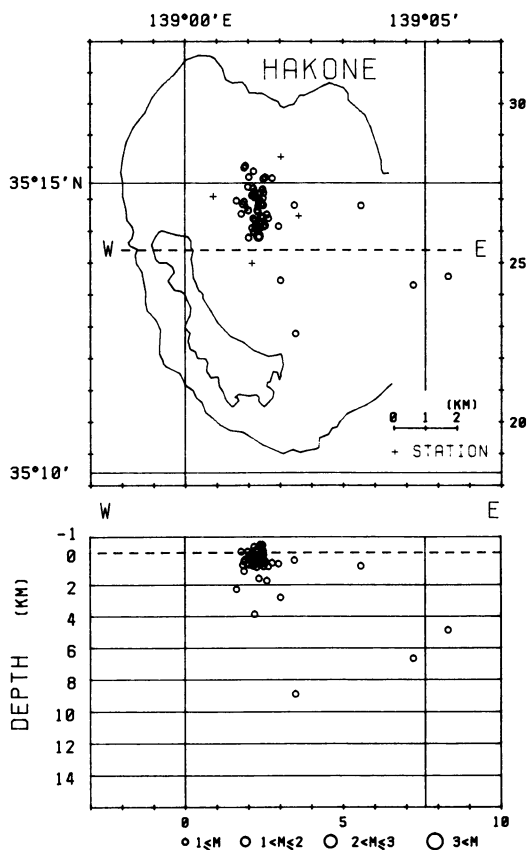 139°00′E 139°05′
HAKONE
30
35°15′N
W E
25
(KM)
0 1 2
+ STATION
20
35°10′
W E
-1
0
2
4
6
8
10
12
14
DEPTH (KM)
0 5 10
1≤M 1<M≤2 2<M≤3 3<M